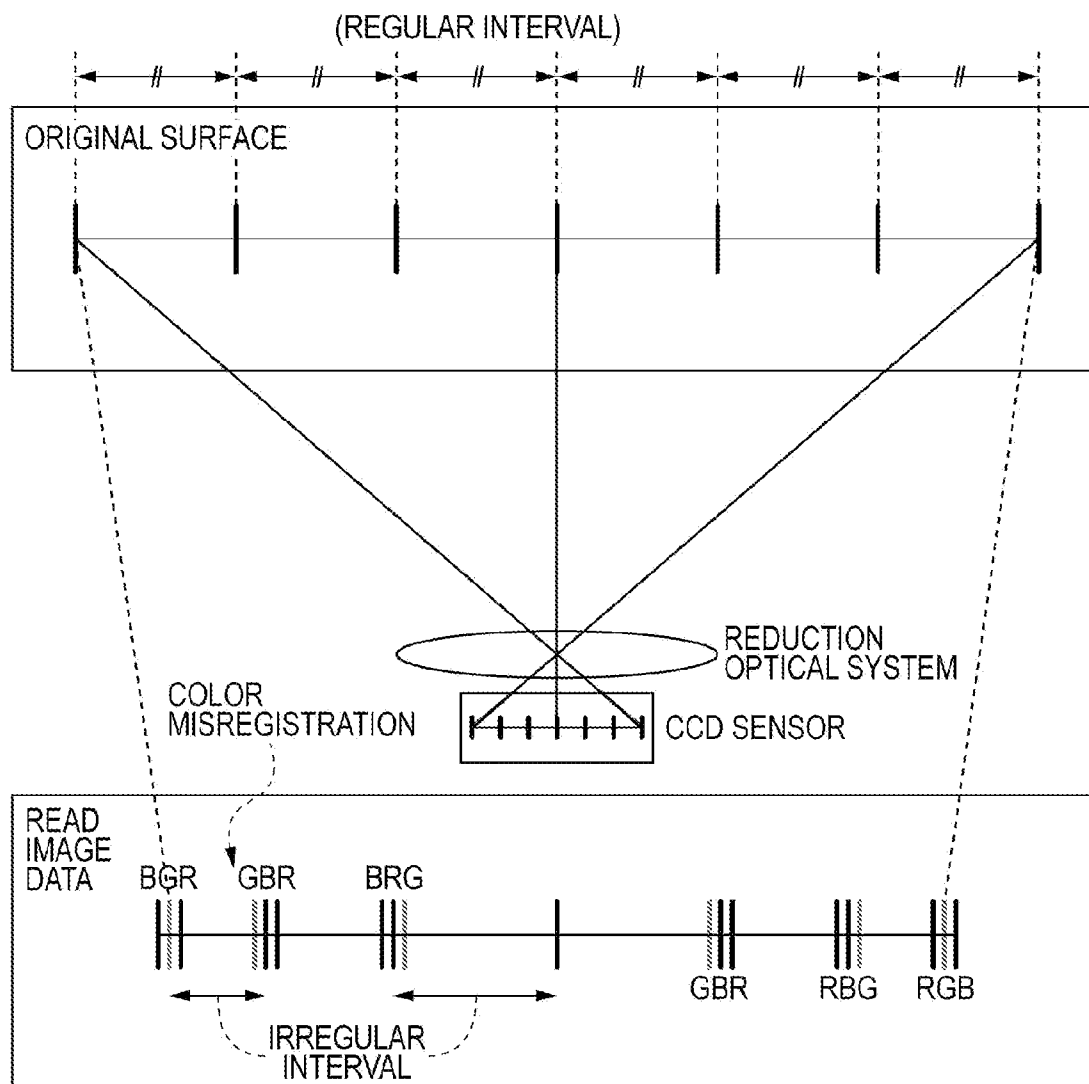 (REGULAR INTERVAL)
ORIGINAL SURFACE
REDUCTION
OPTICAL SYSTEM
COLOR
MISREGISTRATION
CCD SENSOR
READ
IMAGE
DATA
BGR GBR BRG
GBR RBG RGB
IRREGULAR
INTERVAL